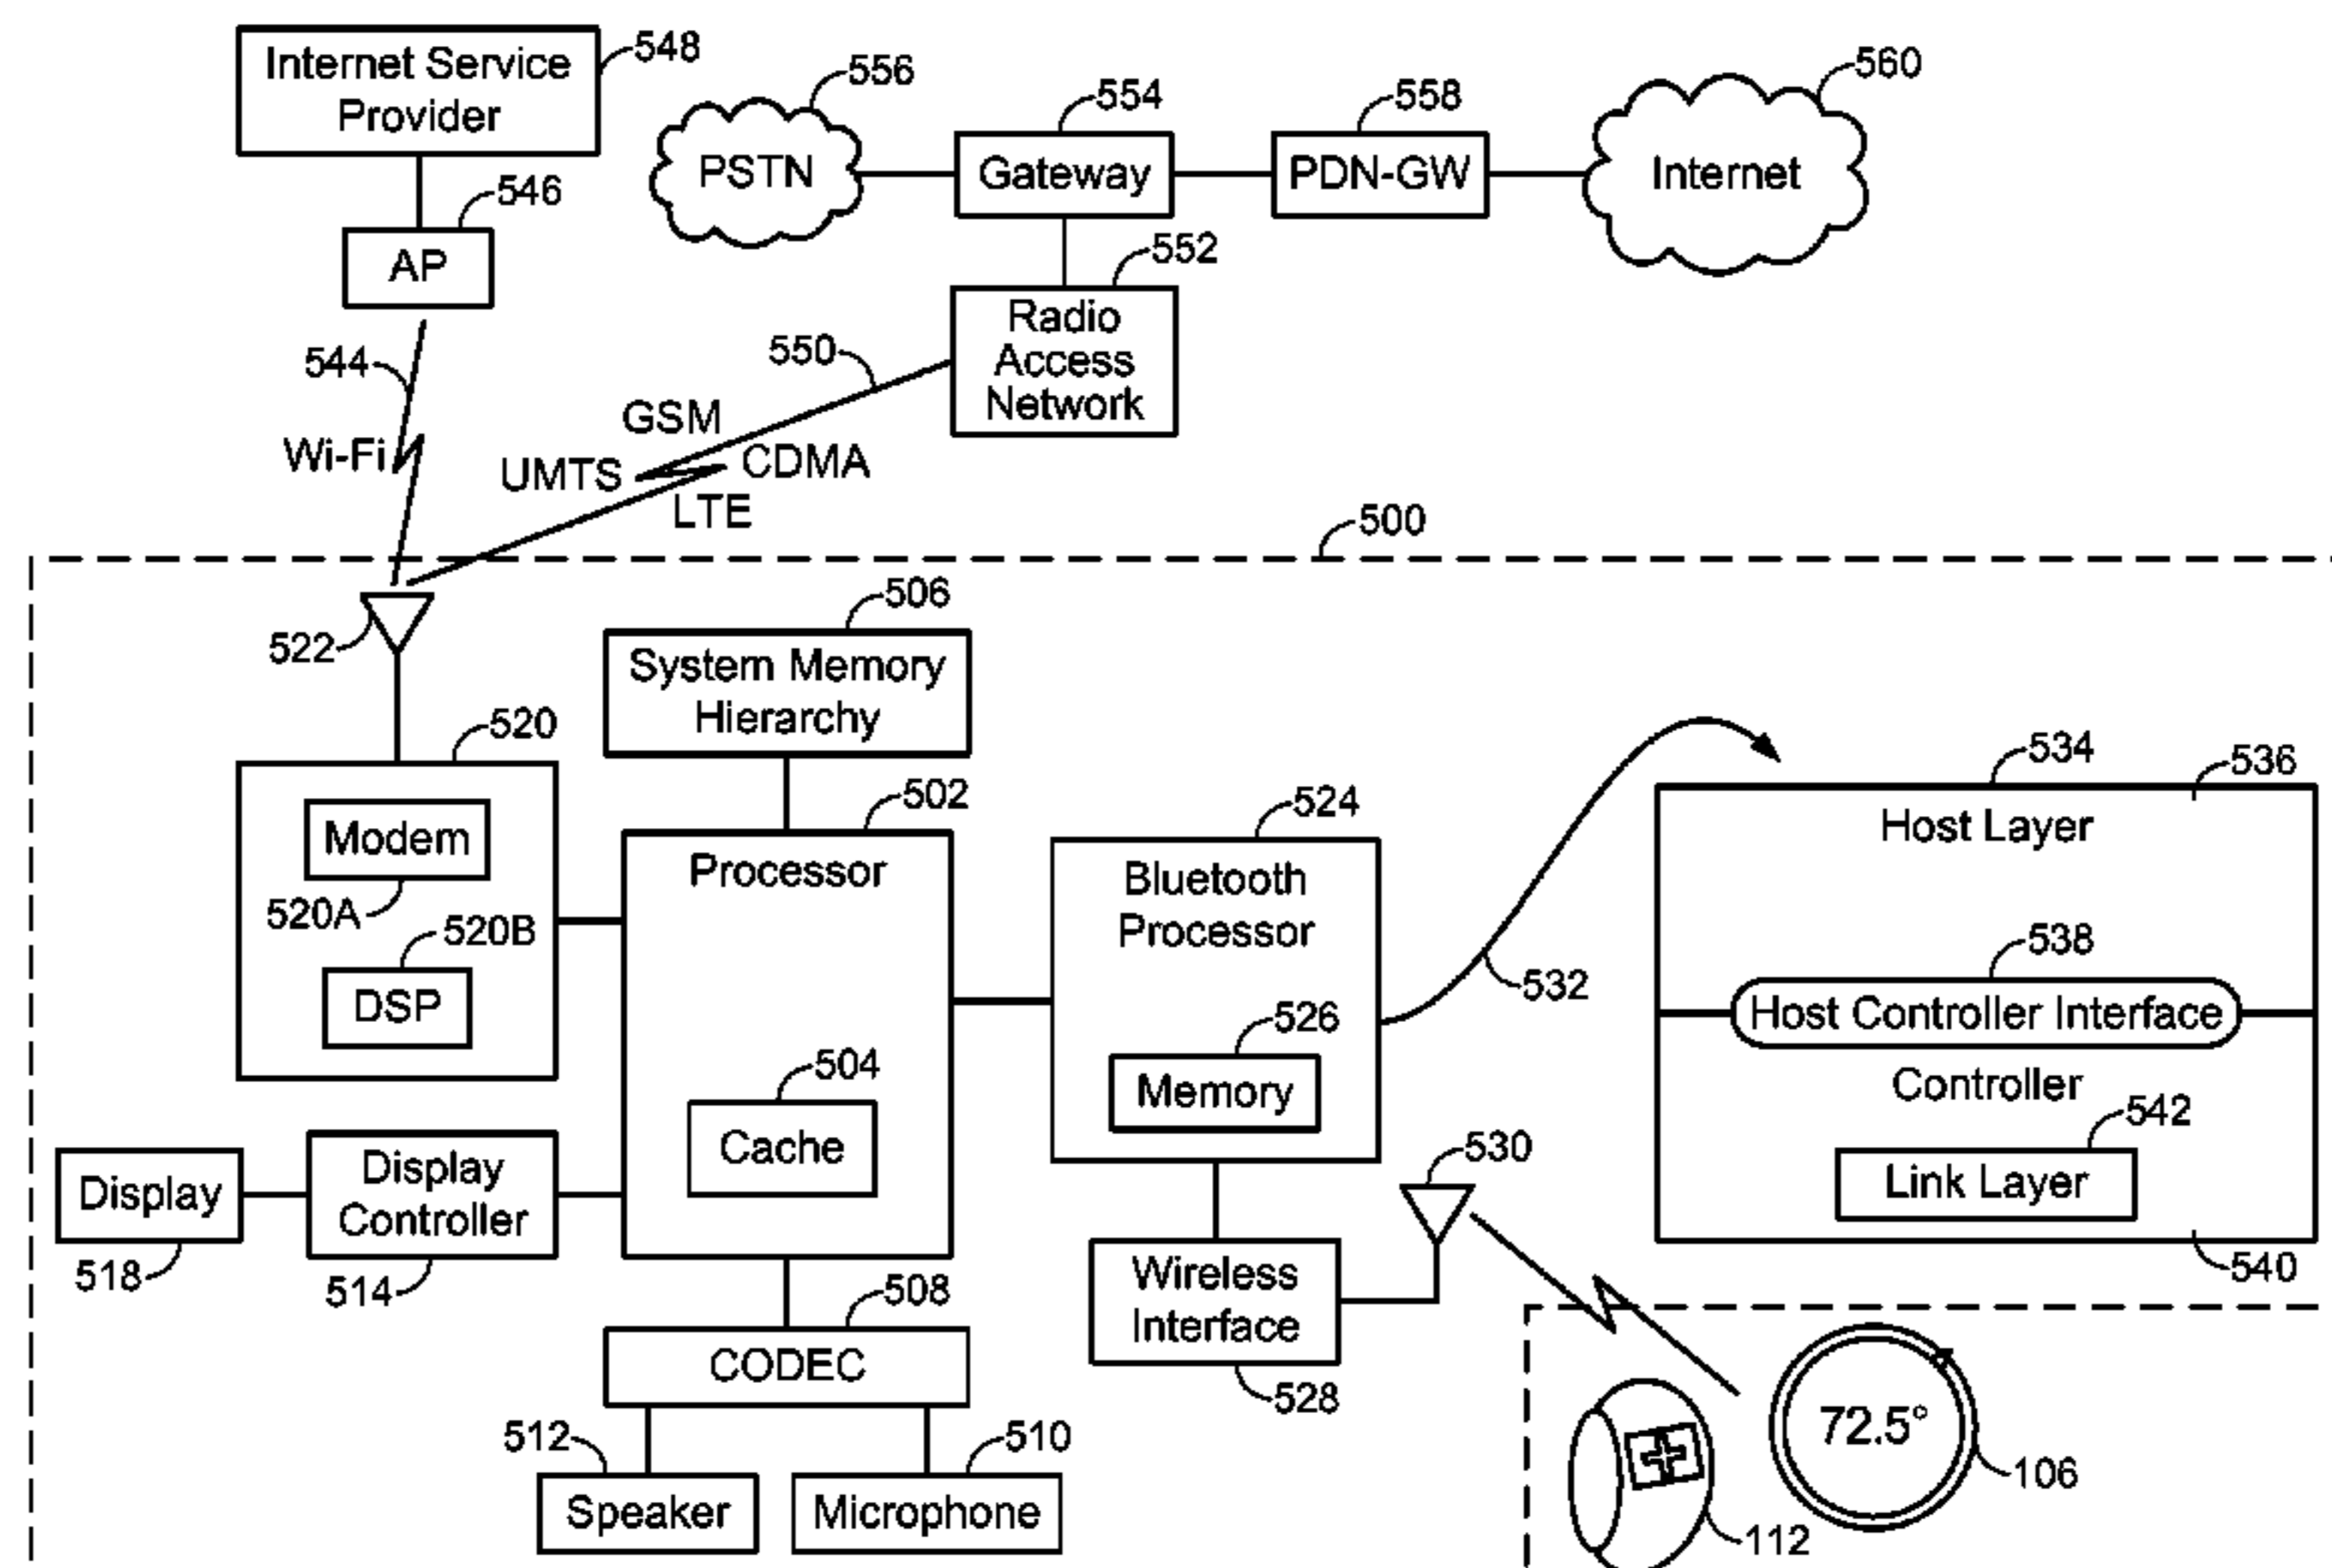 Internet Service
Provider
548
556
554
558
560
PSTN
Gateway
PDN-GW
Internet
546
AP
552
Radio
Access
Network
544
550
GSM
Wi-Fi
UMTS
CDMA
LTE
500
522
506
System Memory
Hierarchy
520
Modem
520A
520B
DSP
502
Processor
504
Cache
524
Bluetooth
Processor
526
Memory
532
534
536
Host Layer
538
Host Controller Interface
Controller
542
Link Layer
540
Display
518
Display
Controller
514
530
Wireless
Interface
528
508
CODEC
512
Speaker
510
Microphone
72.5°
106
112